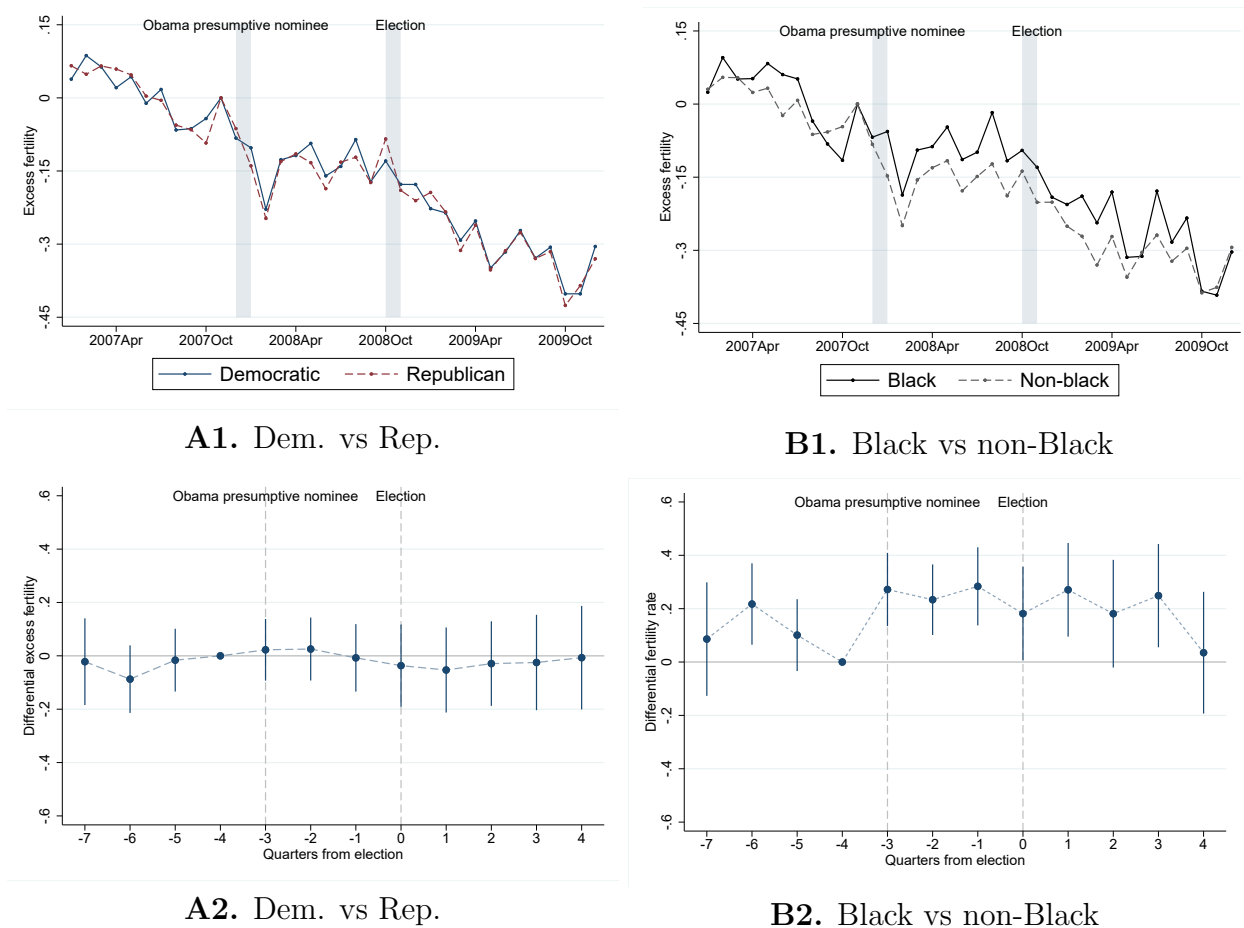 Obama presumptive nominee Election
.15
0
-.15
-.3
-.45
Excess fertility
2007Apr 2007Oct 2008Apr 2008Oct 2009Apr 2009Oct
Democratic Republican
A1. Dem. vs Rep.
Obama presumptive nominee Election
.15
0
-.15
-.3
-.45
Excess fertility
2007Apr 2007Oct 2008Apr 2008Oct 2009Apr 2009Oct
Black Non-black
B1. Black vs non-Black
Obama presumptive nominee Election
.6
.4
.2
0
-.2
-.4
-.6
Differential excess fertility
-7 -6 -5 -4 -3 -2 -1 0 1 2 3 4
Quarters from election
A2. Dem. vs Rep.
Obama presumptive nominee Election
.6
.4
.2
0
-.2
-.4
-.6
Differential fertility rate
-7 -6 -5 -4 -3 -2 -1 0 1 2 3 4
Quarters from election
B2. Black vs non-Black